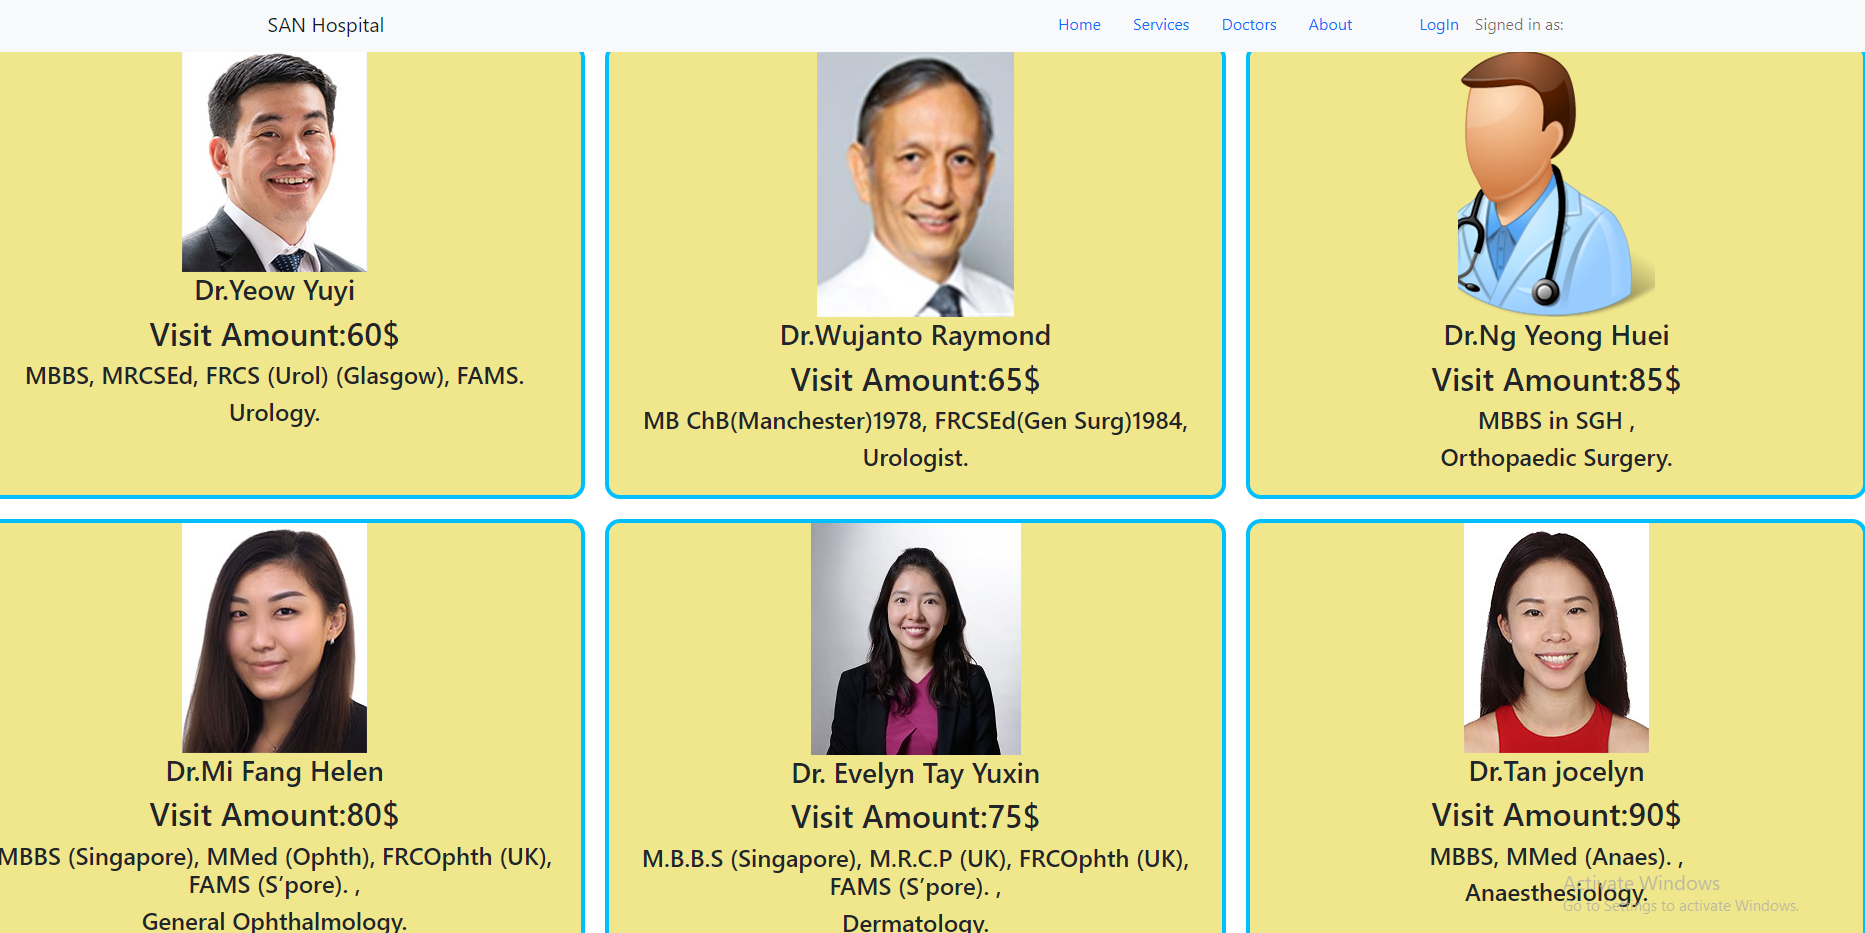 SAN Hospital
Home Services Doctors About LogIn Signed in as:
Dr.Yeow Yuyi
Visit Amount:60$
MBBS, MRCSEd, FRCS (Urol) (Glasgow), FAMS.
Urology.
Dr.Wujanto Raymond
Visit Amount:65$
MB ChB(Manchester)1978, FRCSEd(Gen Surg)1984,
Urologist.
Dr.Ng Yeong Huei
Visit Amount:85$
MBBS in SGH ,
Orthopaedic Surgery.
Dr.Mi Fang Helen
Visit Amount:80$
MBBS (Singapore), MMed (Ophth), FRCOphth (UK),
FAMS (S’pore). ,
General Ophthalmology.
Dr. Evelyn Tay Yuxin
Visit Amount:75$
M.B.B.S (Singapore), M.R.C.P (UK), FRCOphth (UK),
FAMS (S’pore). ,
Dermatology.
Dr.Tan jocelyn
Visit Amount:90$
MBBS, MMed (Anaes). ,
Anaesthesiology.
Activate Windows
Go to Settings to activate Windows.